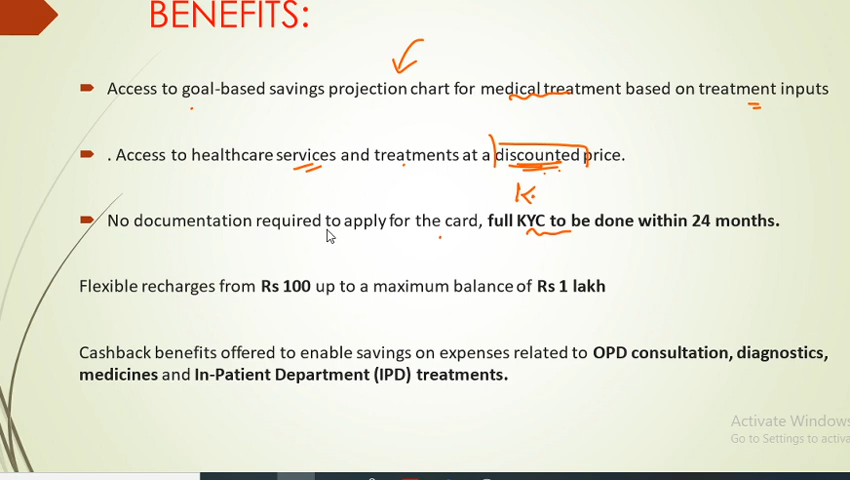 BENEFITS:
Access to goal-based savings projection chart for medical treatment based on treatment inputs
. Access to healthcare services and treatments at a discounted price.
K
No documentation required to apply for the card, full KYC to be done within 24 months.
Flexible recharges from Rs 100 up to a maximum balance of Rs 1 lakh
Cashback benefits offered to enable savings on expenses related to OPD consultation, diagnostics,
medicines and In-Patient Department (IPD) treatments.
Activate Windows
Go to Settings to activa